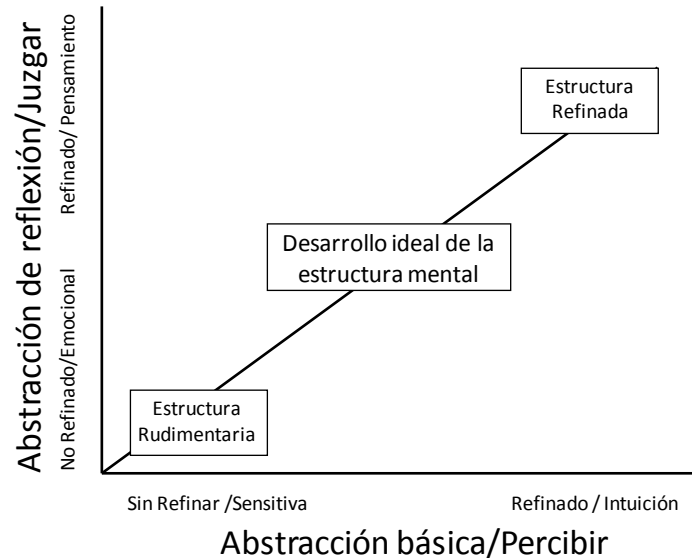 Abstracción de reflexión/Juzgar
Refinado/ Pensamiento
No Refinado/Emocional
Estructura
Refinada
Desarrollo ideal de la
estructura mental
Estructura
Rudimentaria
Sin Refinar /Sensitiva
Refinado / Intuición
Abstracción básica/Percibir